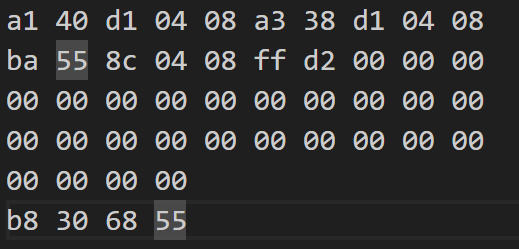 a1 40 d1 04 08 a3 38 d1 04 08
ba 55 8c 04 08 ff d2 00 00 00
00 00 00 00 00 00 00 00 00 00
00 00 00 00 00 00 00 00 00 00
00 00 00 00
b8 30 68 55